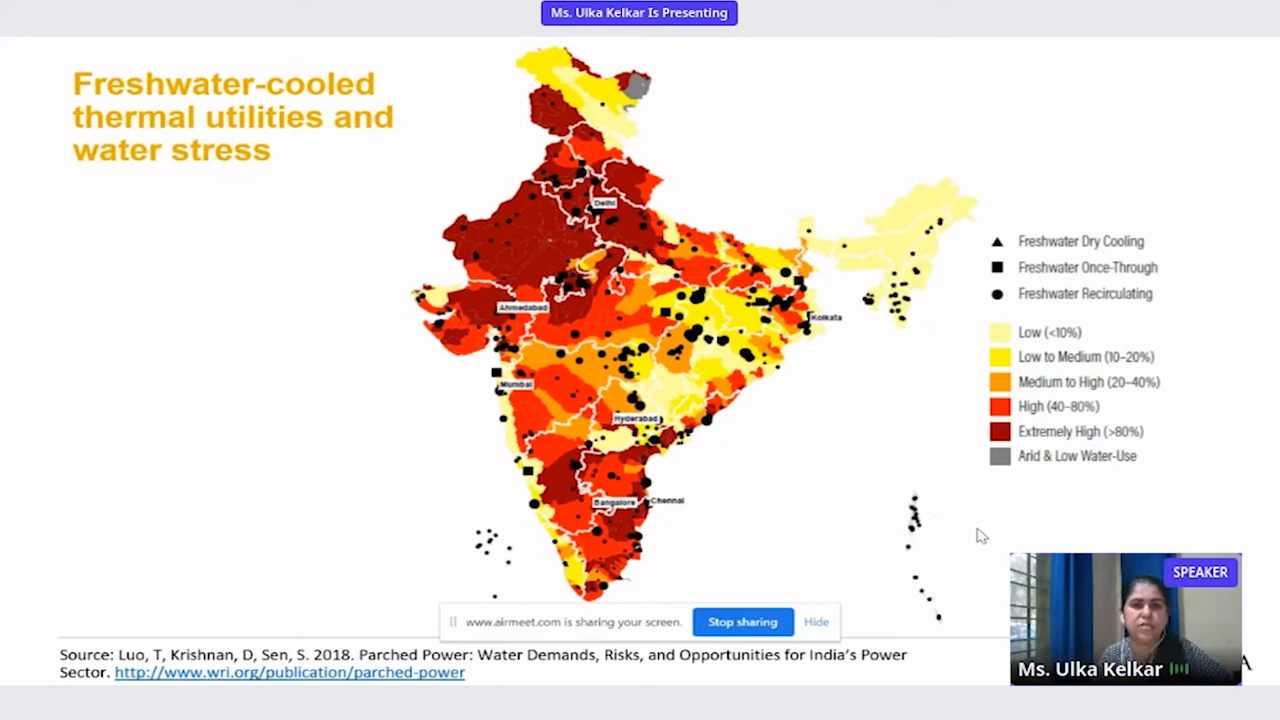 Ms. Ulka Kelkar Is Presenting
Freshwater-cooled
thermal utilities and
water stress
Delhi
Ahmedabad
Kolkata
Mumbai
Hyderabad
Bangalore
Chennai
Freshwater Dry Cooling
Freshwater Once-Through
Freshwater Recirculating
Low (<10%)
Low to Medium (10-20%)
Medium to High (20-40%)
High (40-80%)
Extremely High (>80%)
Arid & Low Water-Use
SPEAKER
Ms. Ulka Kelkar
www.airmeet.com is sharing your screen. Stop sharing Hide
Source: Luo, T, Krishnan, D, Sen, S. 2018. Parched Power: Water Demands, Risks, and Opportunities for India's Power
Sector. http://www.wri.org/publication/parched-power